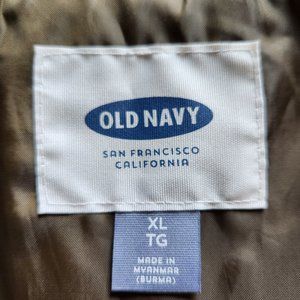 OLD NAVY
SAN FRANCISCO
CALIFORNIA
XL
TG
MADE IN
MYANMAR
(BURMA)